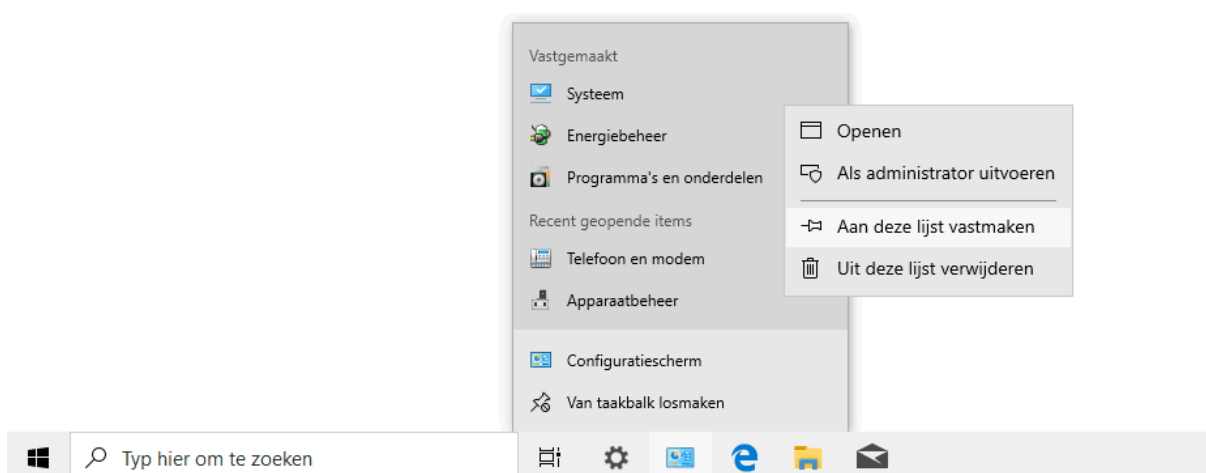 Vastgemaakt
Systeem
Energiebeheer
Programma's en onderdelen
Recent geopende items
Telefoon en modem
Apparaatbeheer
Configuratiescherm
Van taakbalk losmaken
Openen
Als administrator uitvoeren
Aan deze lijst vastmaken
Uit deze lijst verwijderen
Typ hier om te zoeken